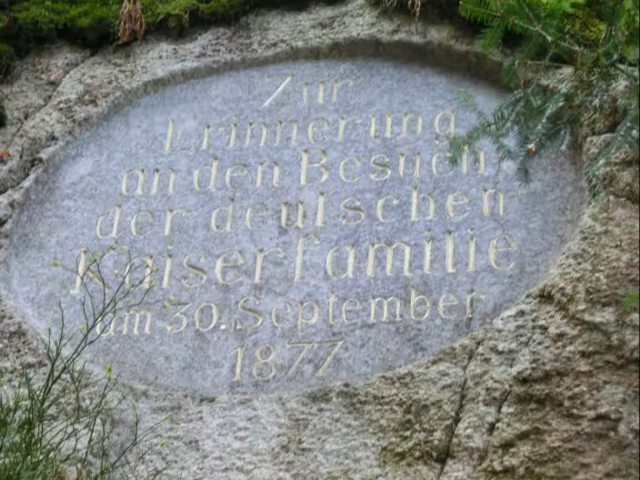 Zur
Erinnerung
an den Besuch
der deutschen
Kaiserfamilie
am 30. September
1877